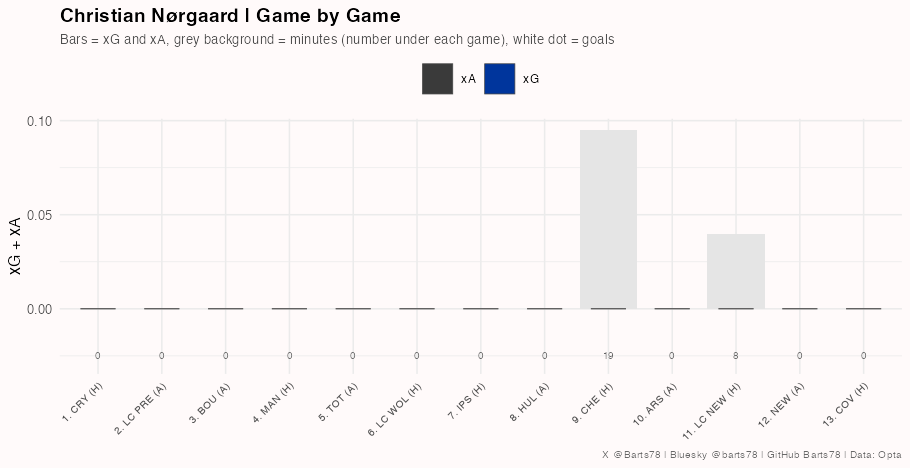 Christian Nørgaard | Game by Game
Bars = xG and xA, grey background = minutes (number under each game), white dot = goals
xA xG
xG + xA
0.10
0.05
0.00
0 0 0 0 0 0 0 0 19 0 8 0 0
1. CRY (H)
2. LC PRE (A)
3. BOU (A)
4. MAN (H)
5. TOT (A)
6. LC WOL (H)
7. IPS (H)
8. HUL (A)
9. CHE (H)
10. ARS (A)
11. LC NEW (H)
12. NEW (A)
13. COV (H)
X @Barts78 | Bluesky @barts78 | GitHub Barts78 | Data: Opta